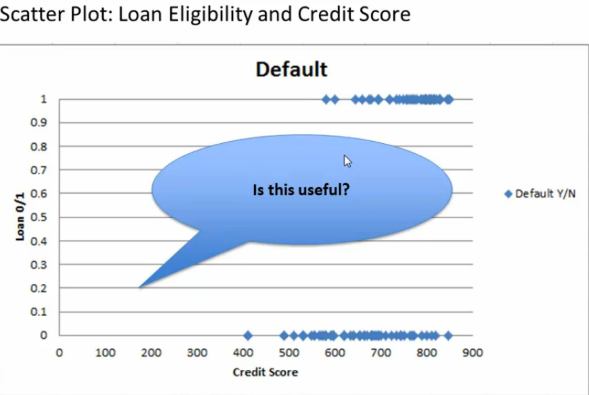 Scatter Plot: Loan Eligibility and Credit Score
Default
1
0.9
0.8
0.7
0.6
0.5
0.4
0.3
0.2
0.1
0
Loan 0/1
Is this useful?
Default Y/N
0 100 200 300 400 500 600 700 800 900
Credit Score